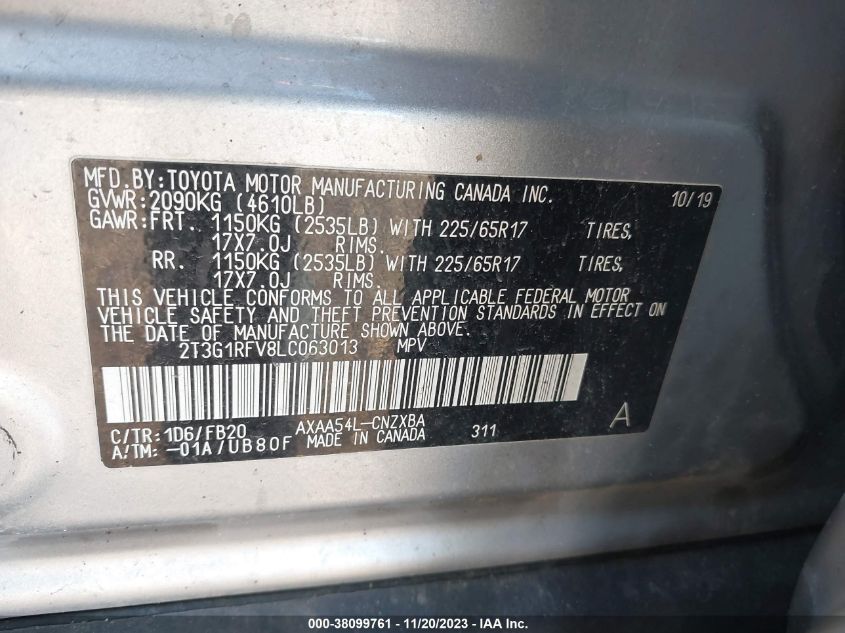 MFD.BY:TOYOTA MOTOR MANUFACTURING CANADA INC. 10/19
GVWR:2090KG (4610LB)
GAWR:FRT. 1150KG (2535LB) WITH 225/65R17 TIRES,
17X7.0J RIMS.
RR. 1150KG (2535LB) WITH 225/65R17 TIRES,
17X7.0J RIMS.
THIS VEHICLE CONFORMS TO ALL APPLICABLE FEDERAL MOTOR
VEHICLE SAFETY AND THEFT PREVENTION STANDARDS IN EFFECT ON
THE DATE OF MANUFACTURE SHOWN ABOVE.
2T3G1RFV8LC063013 MPV
C/TR:1D6/FB20 AXAA54L-CNZXBA A
A/TM:-01A/UB80F MADE IN CANADA 311
000-38099761 - 11/20/2023 - IAA Inc.